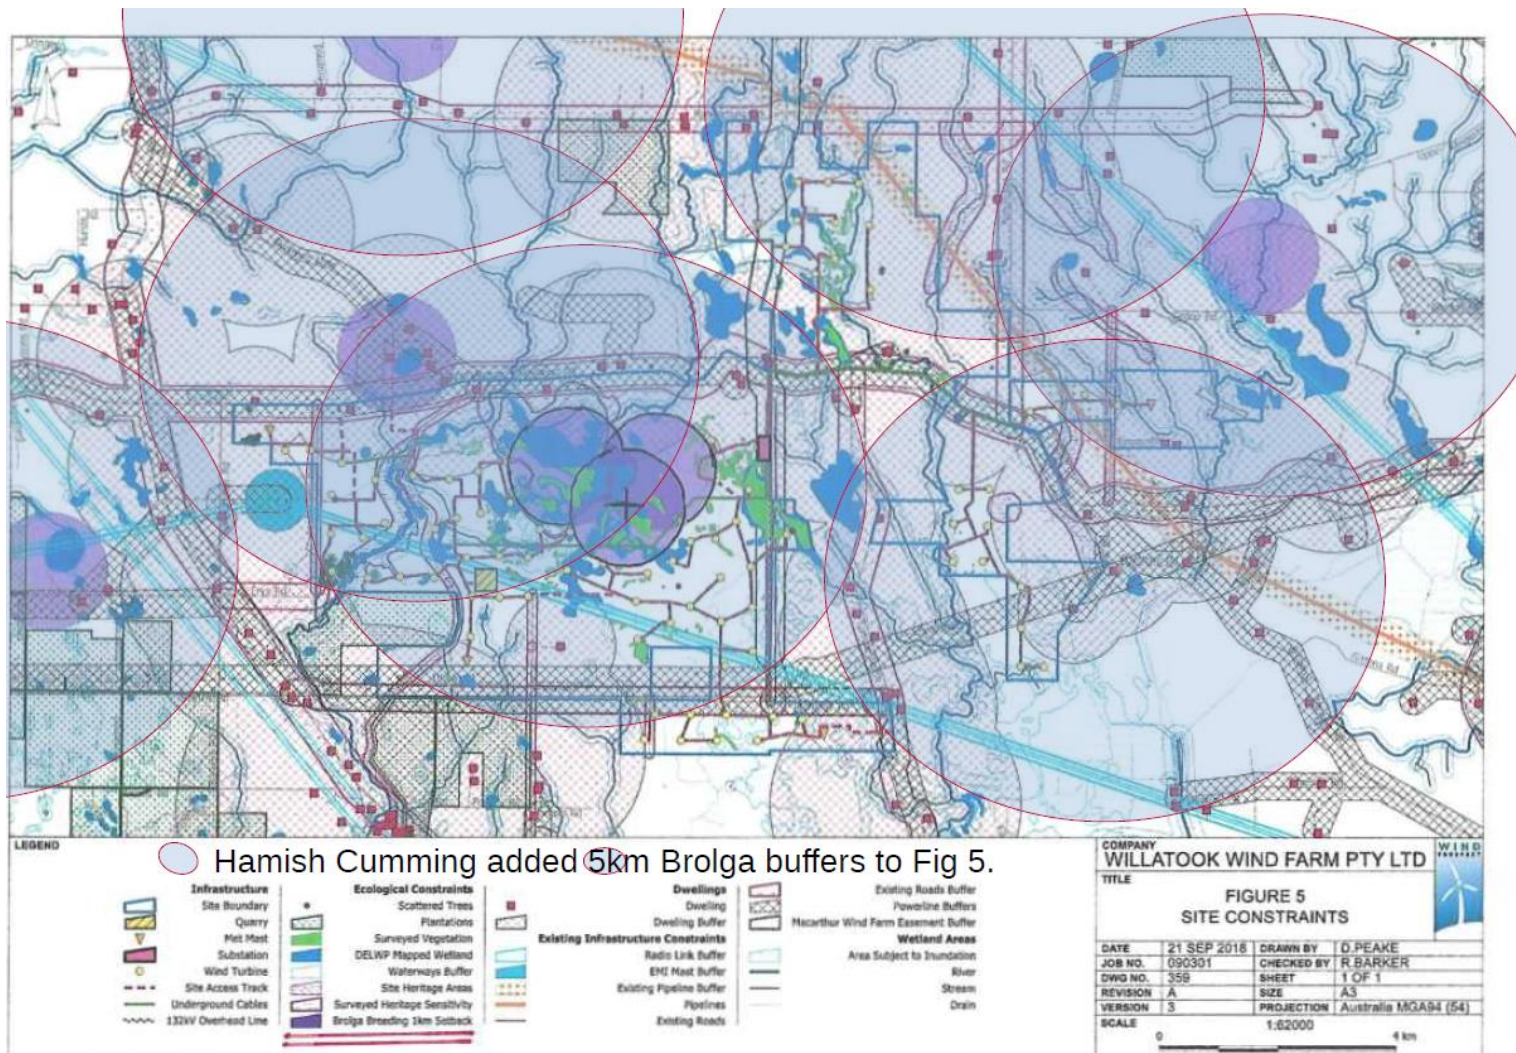 LEGEND
Hamish Cumming added 5km Brolga buffers to Fig 5.
Infrastructure
Site Boundary
Quarry
Met Mast
Substation
Wind Turbine
Site Access Track
Underground Cables
132kV Overhead Line
Ecological Constraints
Scattered Trees
Plantations
Surveyed Vegetation
DELWP Mapped Wetland
Waterways Buffer
Site Heritage Areas
Surveyed Heritage Sensitivity
Brolga Breeding 1km Setback
Dwellings
Dwelling
Dwelling Buffer
Existing Infrastructure Constraints
Radio Link Buffer
EMI Mast Buffer
Existing Pipeline Buffer
Pipelines
Existing Roads
Existing Roads Buffer
Powerline Buffers
Macarthur Wind Farm Easement Buffer
Wetland Areas
Area Subject to Inundation
River
Stream
Drain
COMPANY
WILLATOOK WIND FARM PTY LTD
WIND
PROSPECT
TITLE
FIGURE 5
SITE CONSTRAINTS
DATE 21 SEP 2018 DRAWN BY D.PEAKE
JOB NO. 090301 CHECKED BY R.BARKER
DWG NO. 359 SHEET 1 OF 1
REVISION A SIZE A3
VERSION 3 PROJECTION Australia MGA94 (54)
SCALE 1:62000
0 4 km